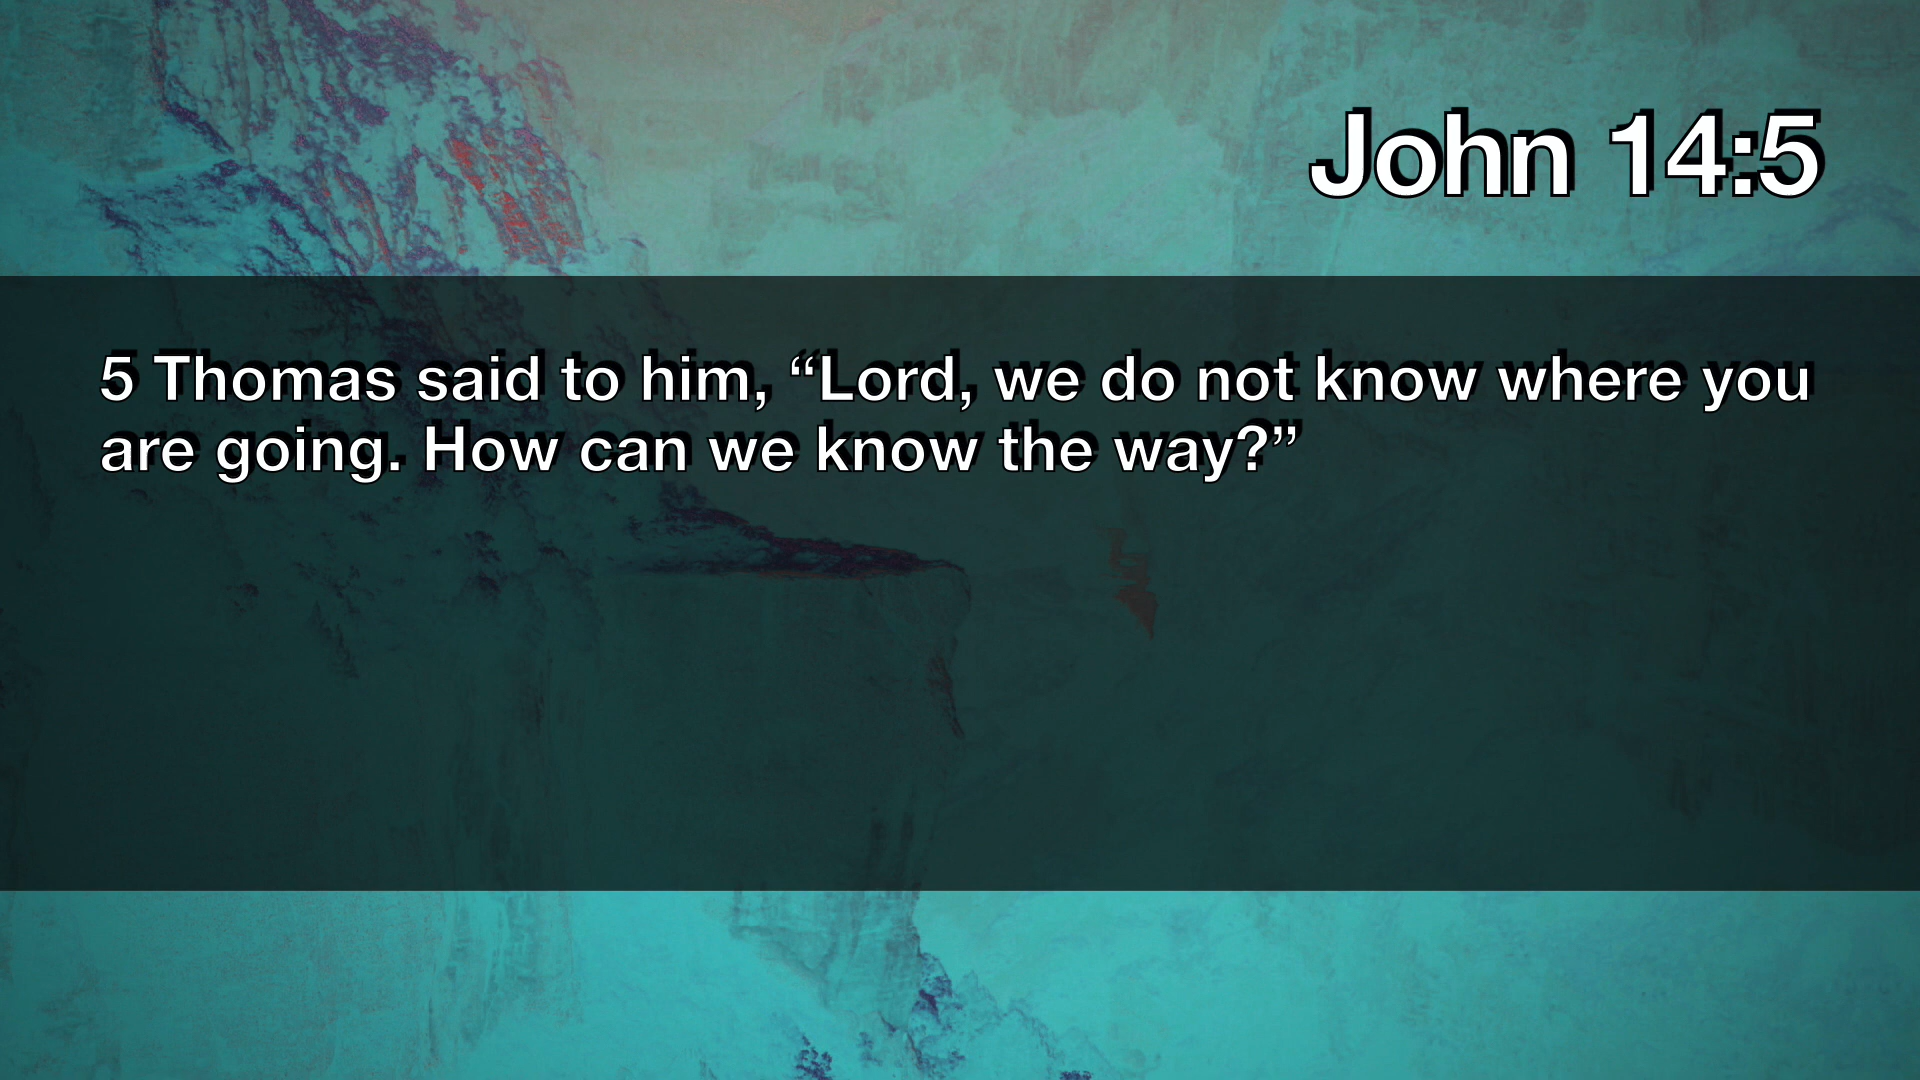 John 14:5
5 Thomas said to him, “Lord, we do not know where you
are going. How can we know the way?”